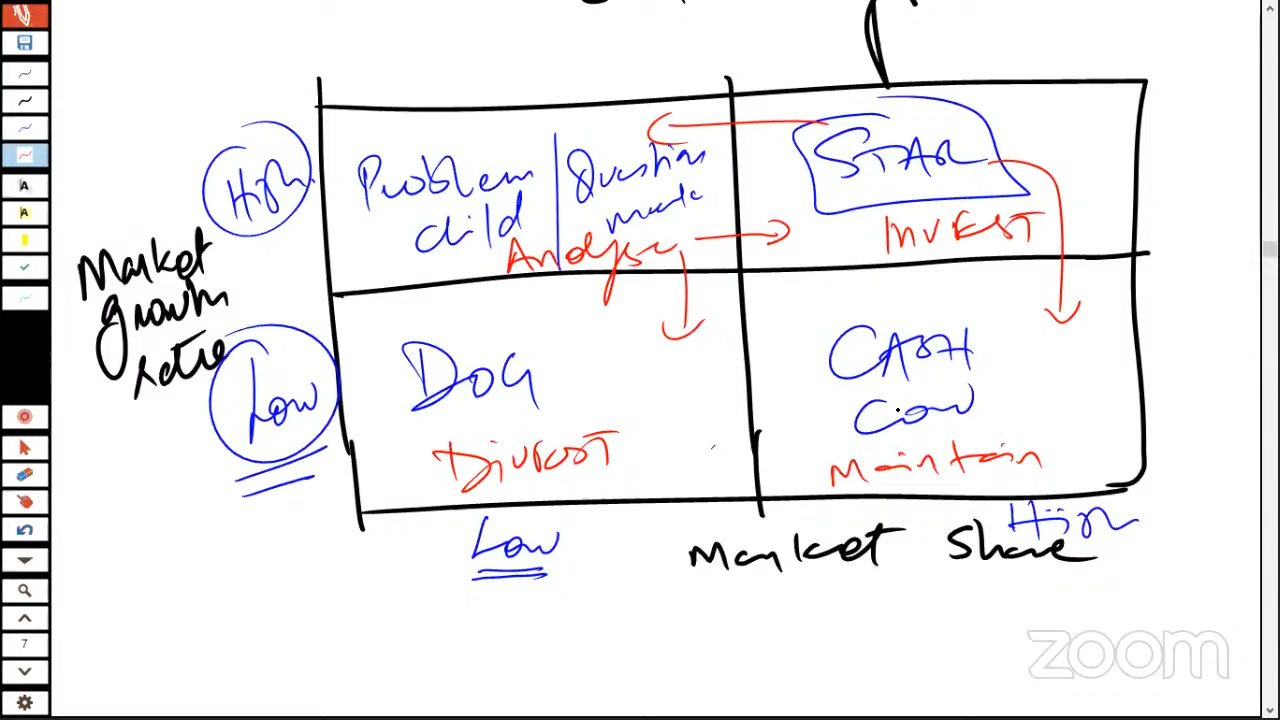 High
Problem child
Question mark
Analyse
STAR
INVEST
Market
growth
rate
Low
DOG
DIVEST
CASH
COW
Maintain
Low
High
Market Share
7
A
A
zoom